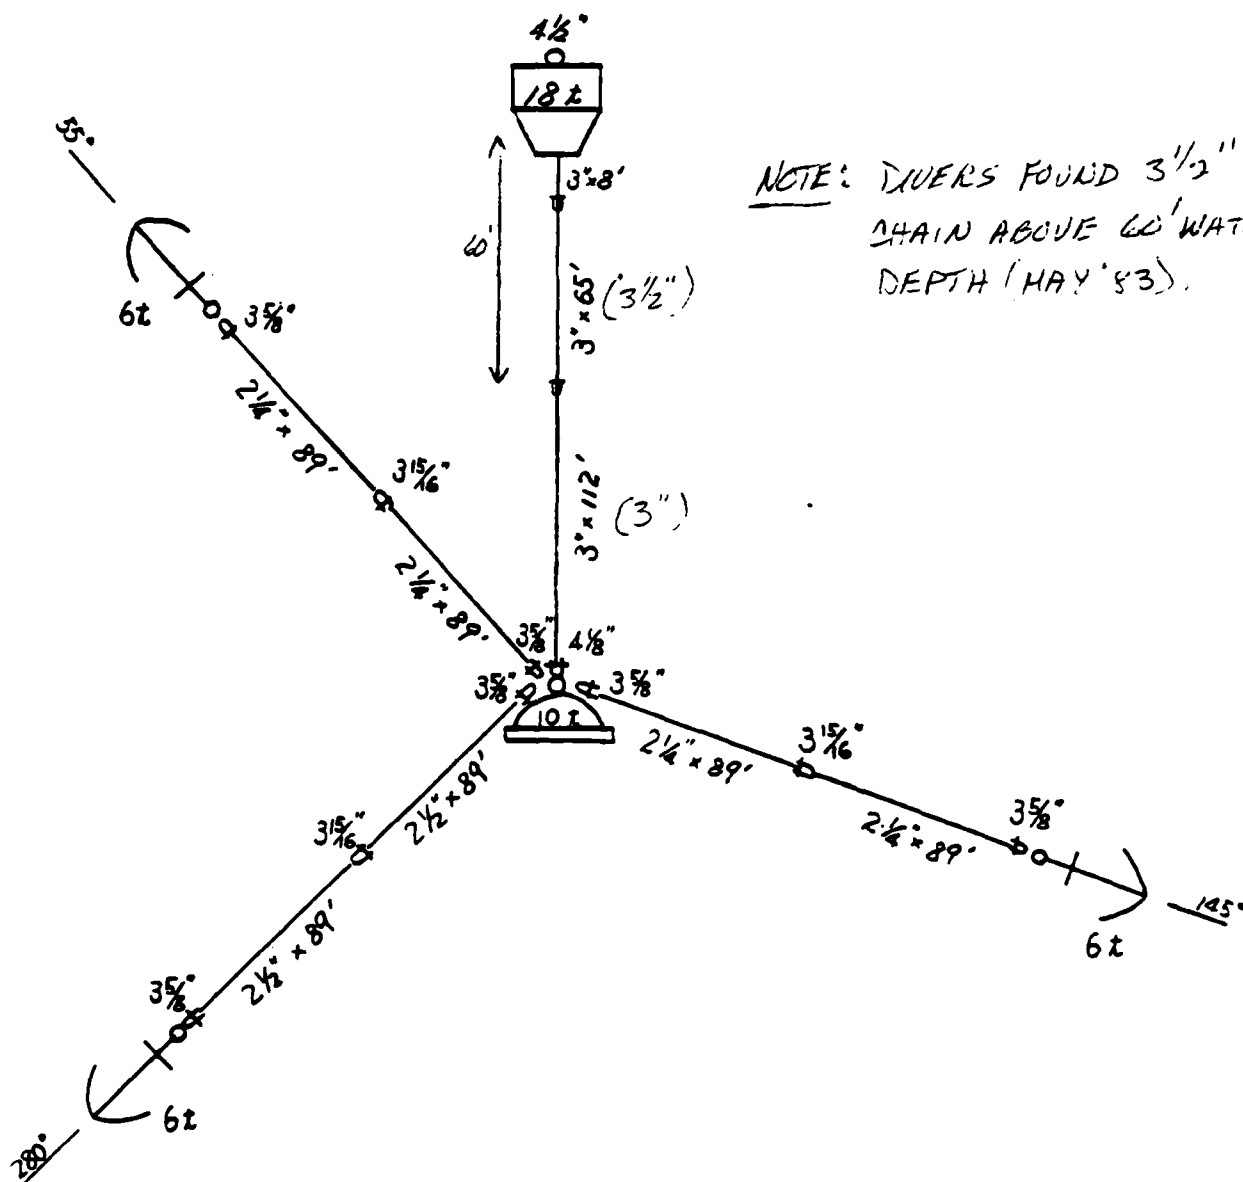 4½"
18 t
55°
3"x8'
NOTE: DIVERS FOUND 3½"
CHAIN ABOVE 60' WAT
DEPTH (MAY '83).
60'
3" x 65'
(3½")
6t
3⅝"
2¼" x 89'
3 15/16"
3" x 112'
(3")
2¼" x 89'
3⅝"
4⅛"
3⅝"
3⅝"
10 t
2¼" x 89'
3 15/16"
2½" x 89'
3⅝"
3 15/16"
2¼" x 89'
145°
2½" x 89'
6t
3⅝"
6t
280°